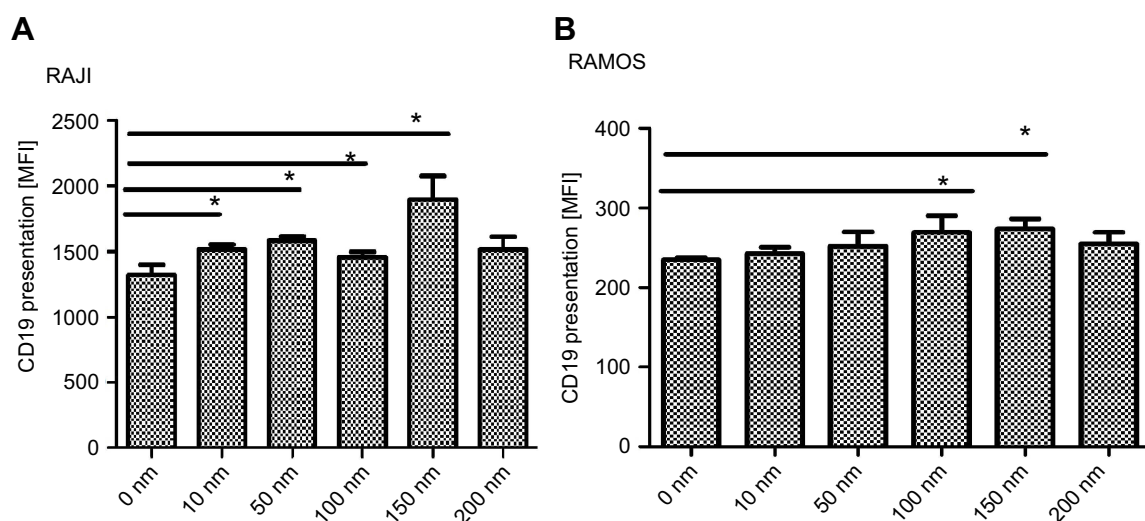 A
RAJI
CD19 presentation [MFI]
2500
2000
1500
1000
500
0
*
*
*
*
0 nm
10 nm
50 nm
100 nm
150 nm
200 nm
B
RAMOS
CD19 presentation [MFI]
400
300
200
100
0
*
*
0 nm
10 nm
50 nm
100 nm
150 nm
200 nm